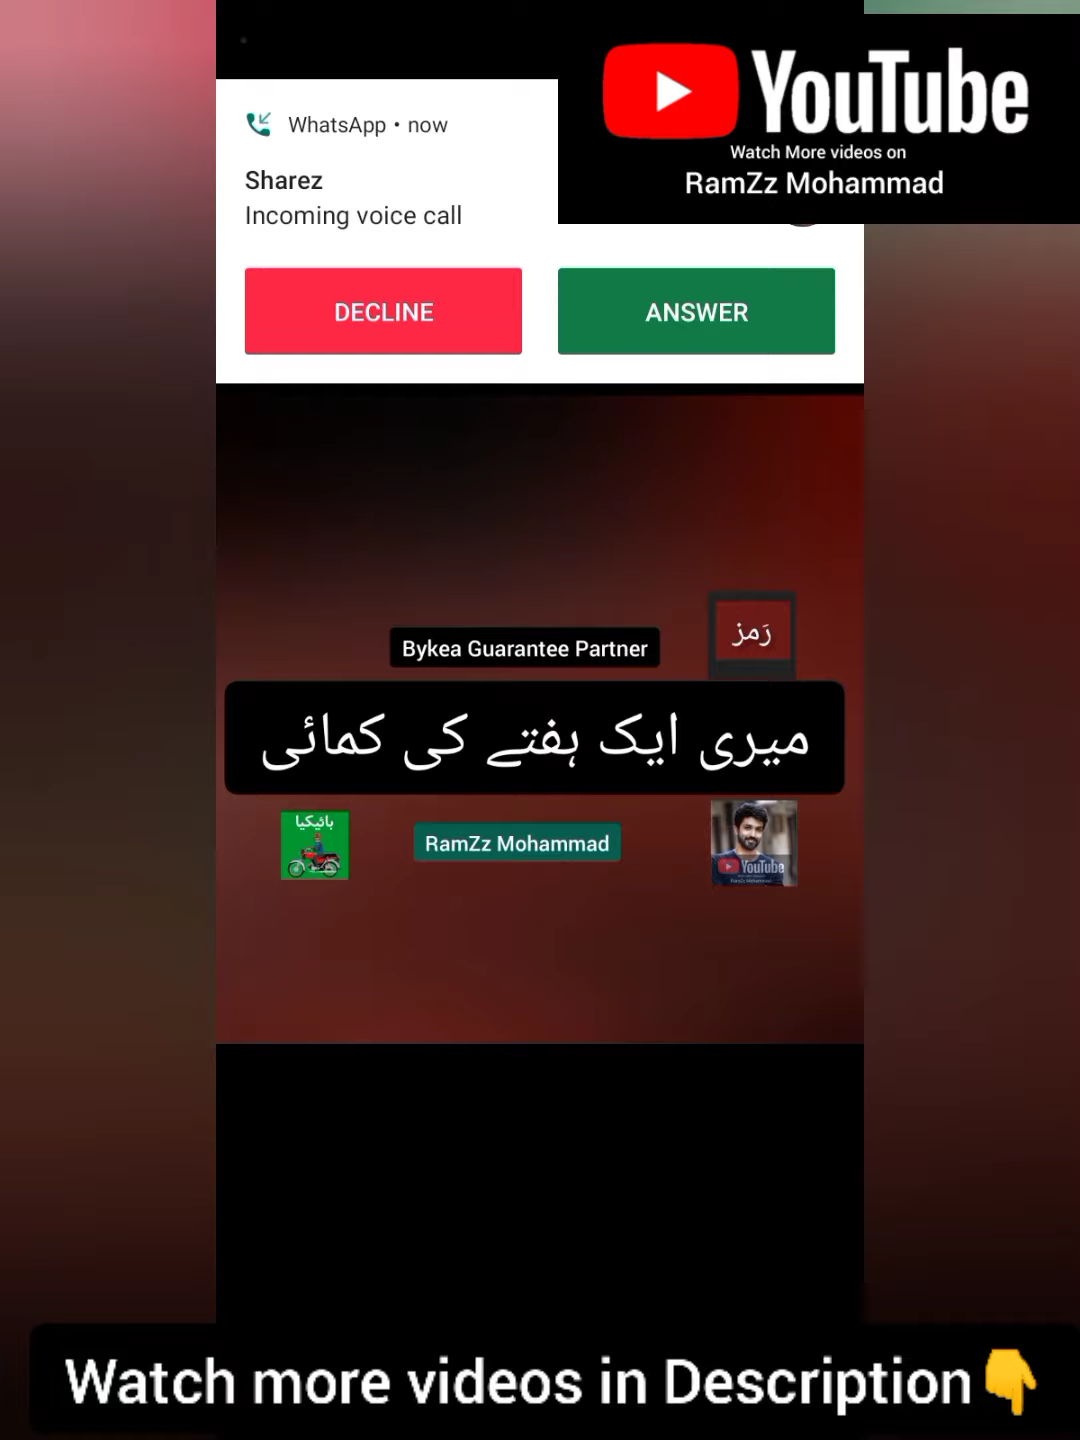 YouTube
Watch More videos on
RamZz Mohammad
WhatsApp • now
Sharez
Incoming voice call
DECLINE
ANSWER
رَمز
Bykea Guarantee Partner
میری ایک ہفتے کی کمائی
بائیکیا
RamZz Mohammad
YouTube
Watch more videos in Description👇